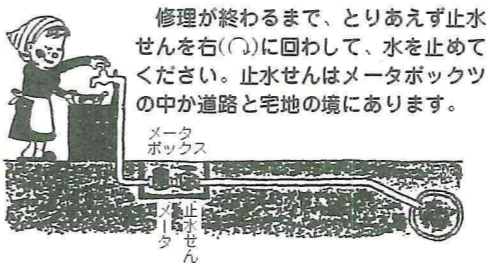 修理が終わるまで、とりあえず止水
せんを右(↷)に回わして、水を止めて
ください。止水せんはメータボックツ
の中か道路と宅地の境にあります。
メータ
ボックス
メータ
止水せん